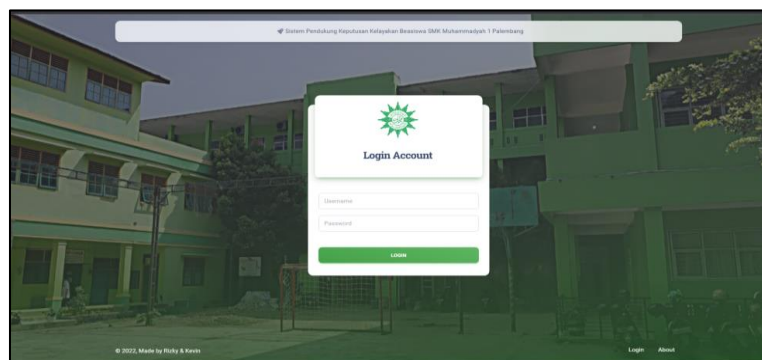 Sistem Pendukung Keputusan Kelayakan Beasiswa SMK Muhammadiyah 1 Palembang
Login Account
Username
Password
LOGIN
© 2022, Made by Rizky & Kevin
Login About